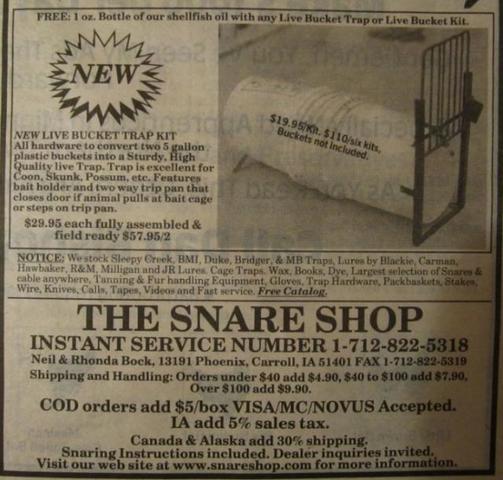 FREE: 1 oz. Bottle of our shellfish oil with any Live Bucket Trap or Live Bucket Kit.
NEW
NEW LIVE BUCKET TRAP KIT
All hardware to convert two 5 gallon
plastic buckets into a Sturdy, High
Quality live Trap. Trap is excellent for
Coon, Skunk, Possum, etc. Features
bait holder and two way trip pan that
closes door if animal pulls at bait cage
or steps on trip pan.
$29.95 each fully assembled &
field ready $57.95/2
$19.95/Kit. $110/six kits,
Buckets not included.
NOTICE: We stock Sleepy Creek, BMI, Duke, Bridger, & MB Traps, Lures by Blackie, Carman,
Hawbaker, R&M, Milligan and JR Lures. Cage Traps. Wax, Books, Dye, Largest selection of Snares &
cable anywhere, Tanning & Fur handling Equipment, Gloves, Trap Hardware, Packbaskets, Stakes,
Wire, Knives, Calls, Tapes, Videos and Fast service. Free Catalog.
THE SNARE SHOP
INSTANT SERVICE NUMBER 1-712-822-5318
Neil & Rhonda Bock, 13191 Phoenix, Carroll, IA 51401 FAX 1-712-822-5319
Shipping and Handling: Orders under $40 add $4.90, $40 to $100 add $7.90,
Over $100 add $9.90.
COD orders add $5/box VISA/MC/NOVUS Accepted.
IA add 5% sales tax.
Canada & Alaska add 30% shipping.
Snaring Instructions included. Dealer inquiries invited.
Visit our web site at www.snareshop.com for more information.